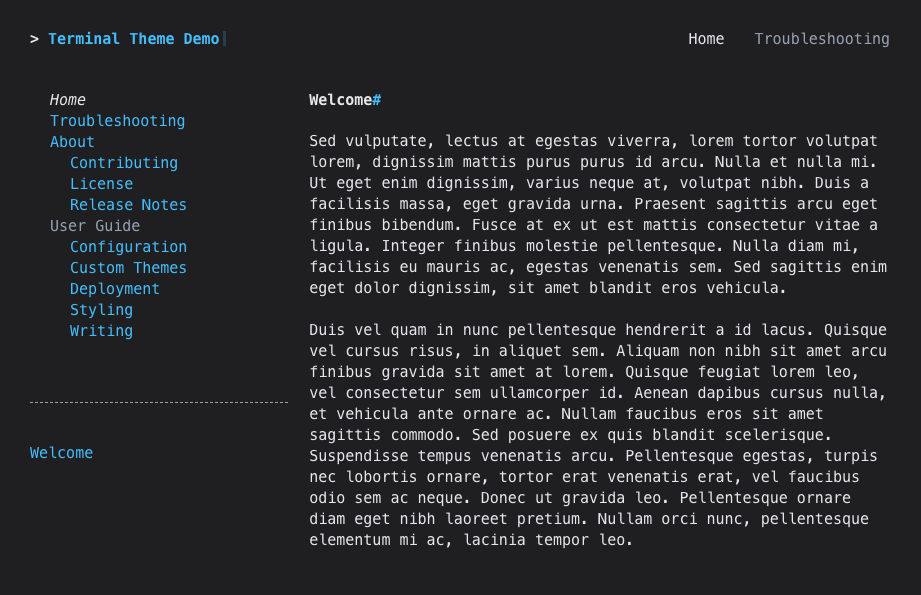 > Terminal Theme Demo
Home Troubleshooting
Home
Troubleshooting
About
Contributing
License
Release Notes
User Guide
Configuration
Custom Themes
Deployment
Styling
Writing
Welcome
Welcome#
Sed vulputate, lectus at egestas viverra, lorem tortor volutpat
lorem, dignissim mattis purus purus id arcu. Nulla et nulla mi.
Ut eget enim dignissim, varius neque at, volutpat nibh. Duis a
facilisis massa, eget gravida urna. Praesent sagittis arcu eget
finibus bibendum. Fusce at ex ut est mattis consectetur vitae a
ligula. Integer finibus molestie pellentesque. Nulla diam mi,
facilisis eu mauris ac, egestas venenatis sem. Sed sagittis enim
eget dolor dignissim, sit amet blandit eros vehicula.
Duis vel quam in nunc pellentesque hendrerit a id lacus. Quisque
vel cursus risus, in aliquet sem. Aliquam non nibh sit amet arcu
finibus gravida sit amet at lorem. Quisque feugiat lorem leo,
vel consectetur sem ullamcorper id. Aenean dapibus cursus nulla,
et vehicula ante ornare ac. Nullam faucibus eros sit amet
sagittis commodo. Sed posuere ex quis blandit scelerisque.
Suspendisse tempus venenatis arcu. Pellentesque egestas, turpis
nec lobortis ornare, tortor erat venenatis erat, vel faucibus
odio sem ac neque. Donec ut gravida leo. Pellentesque ornare
diam eget nibh laoreet pretium. Nullam orci nunc, pellentesque
elementum mi ac, lacinia tempor leo.